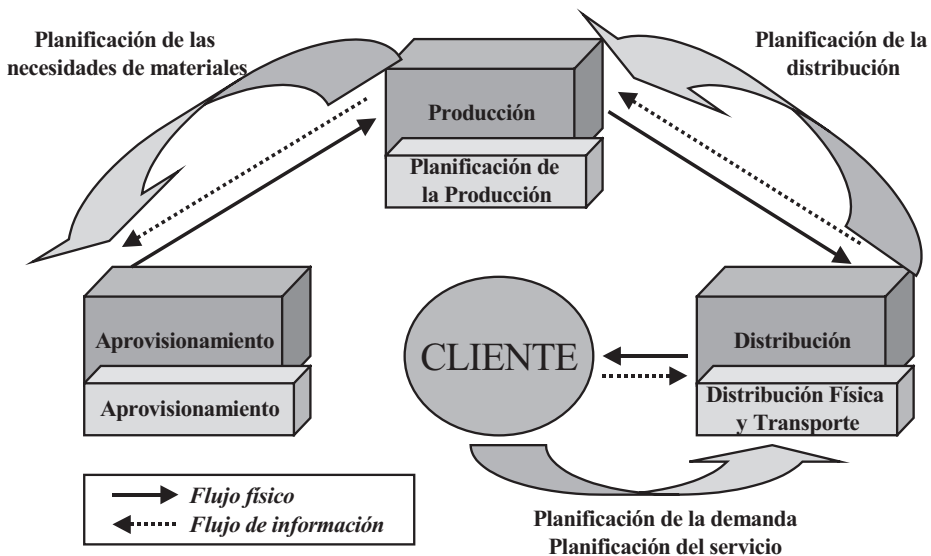 Planificación de las
necesidades de materiales
Planificación de la
distribución
Producción
Planificación de
la Producción
Aprovisionamiento
Aprovisionamiento
CLIENTE
Distribución
Distribución Física
y Transporte
Flujo físico
Flujo de información
Planificación de la demanda
Planificación del servicio